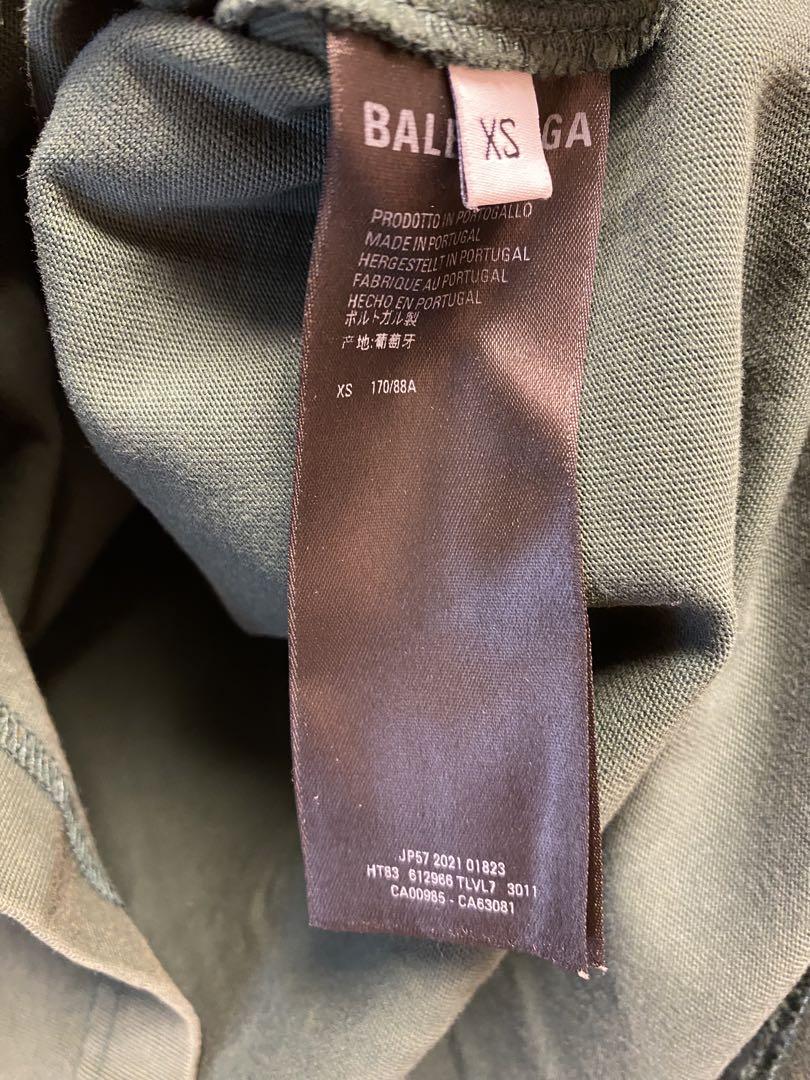 BAL GA
XS
PRODOTTO IN PORTOGALLO
MADE IN PORTUGAL
HERGESTELLT IN PORTUGAL
FABRIQUE AU PORTUGAL
HECHO EN PORTUGAL
ポルトガル製
产地:葡萄牙
XS 170/88A
JP57 2021 01823
HT83 612966 TLVL7 3011
CA00985 - CA63081